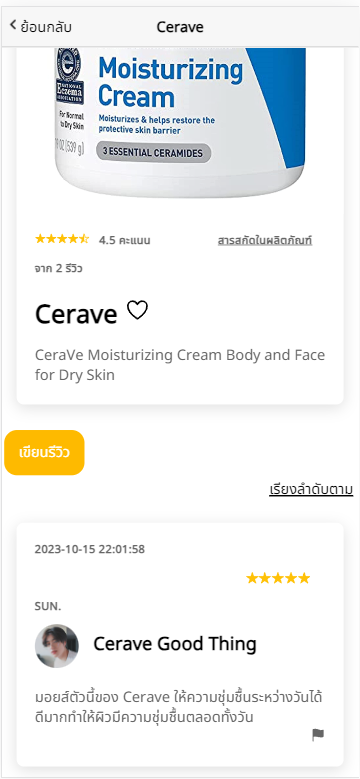 ย้อนกลับ
Cerave
Moisturizing
Cream
National
Eczema
ASSOCIATION
For Normal
to Dry Skin
Moisturizes & helps restore the
protective skin barrier
OZ (539 g)
3 ESSENTIAL CERAMIDES
4.5 คะแนน
สารสกัดในผลิตภัณฑ์
จาก 2 รีวิว
Cerave
CeraVe Moisturizing Cream Body and Face
for Dry Skin
เขียนรีวิว
เรียงลำดับตาม
2023-10-15 22:01:58
SUN.
Cerave Good Thing
มอยส์ตัวนี้ของ Cerave ให้ความชุ่มชื้นระหว่างวันได้
ดีมากทำให้ผิวมีความชุ่มชื้นตลอดทั้งวัน